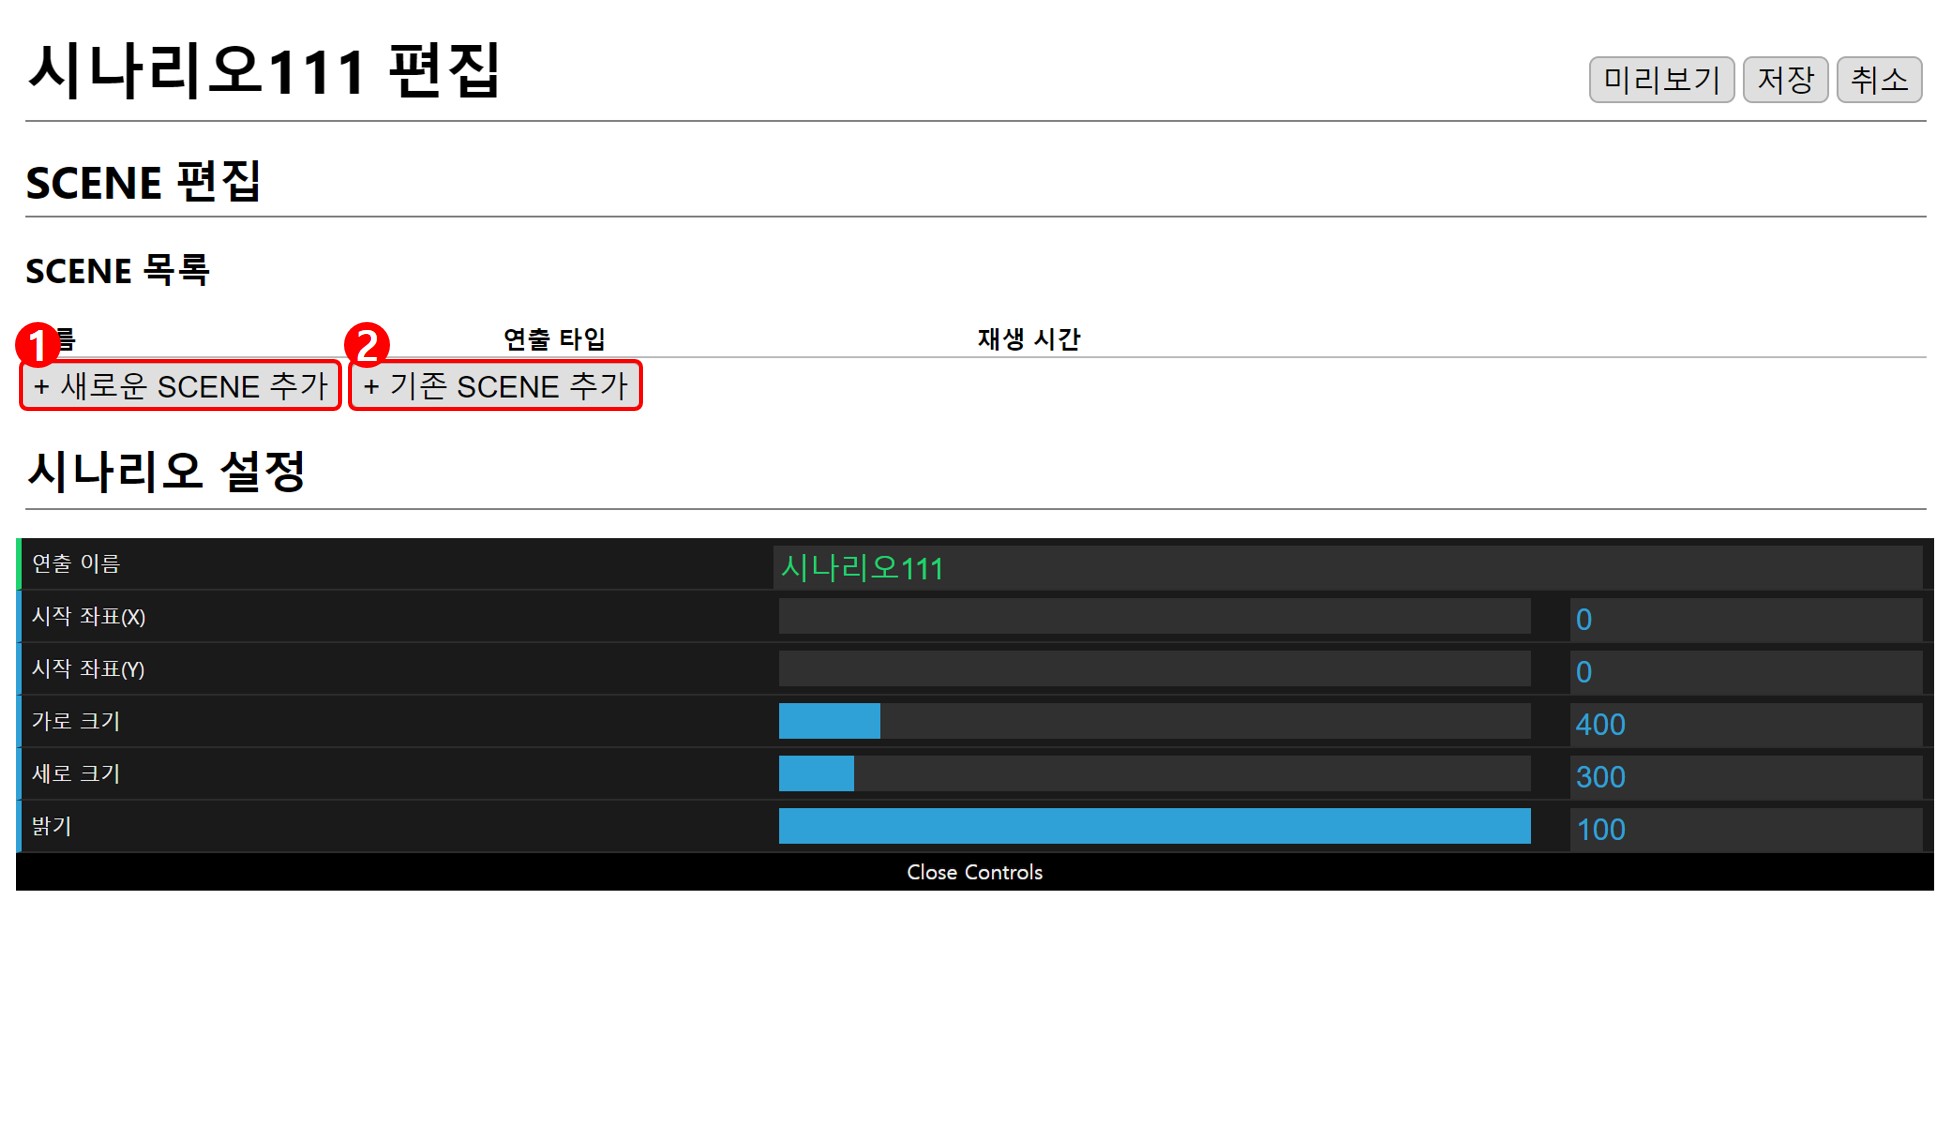 시나리오111 편집
미리보기 저장 취소
SCENE 편집
SCENE 목록
름 연출 타입 재생 시간
1 2
+ 새로운 SCENE 추가 + 기존 SCENE 추가
시나리오 설정
연출 이름 시나리오111
시작 좌표(X) 0
시작 좌표(Y) 0
가로 크기 400
세로 크기 300
밝기 100
Close Controls